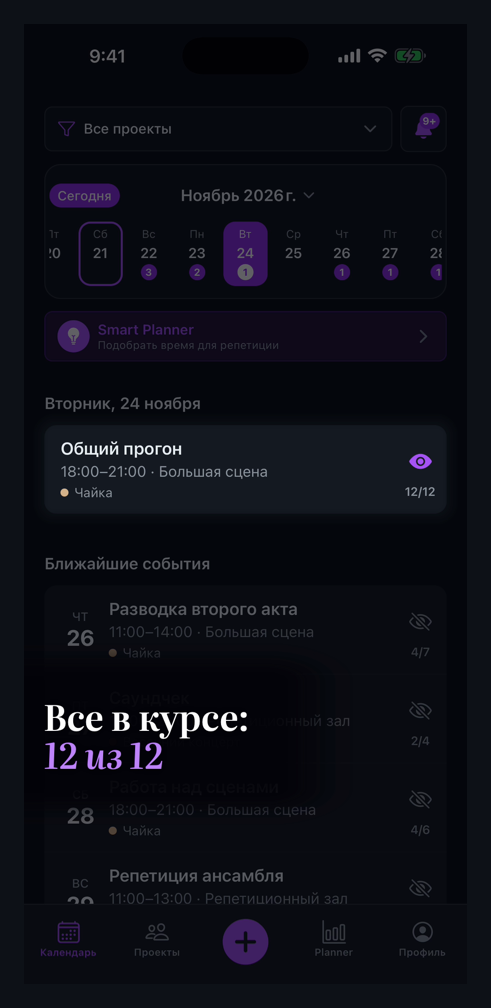 9:41
Все проекты
9+
Сегодня
Ноябрь 2026 г.
Сб Вс Пн Вт Ср Чт Пт
20 21 22 23 24 25 26 27 28
3 2 1 1 1 1
Smart Planner
Подобрать время для репетиции
Вторник, 24 ноября
Общий прогон
18:00–21:00 · Большая сцена
Чайка
12/12
Ближайшие события
ЧТ
26
Разводка второго акта
11:00–14:00 · Большая сцена
Чайка
4/7
Саундчек
Все в курсе:
12 из 12
2/4
Работа над сценами
28
18:00–21:00 · Большая сцена
Чайка
4/6
ВС
Репетиция ансамбля
11:00–13:00 · Репетиционный зал
Календарь
Проекты
Planner
Профиль